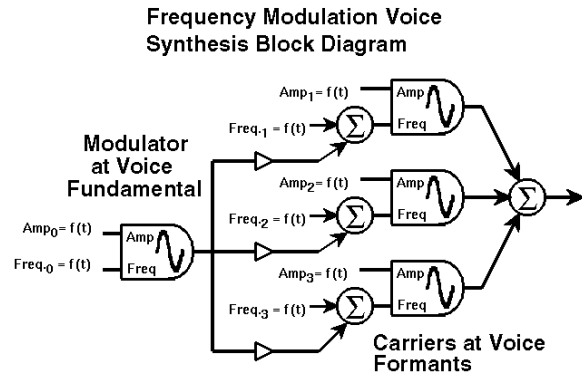 Frequency Modulation Voice
Synthesis Block Diagram
Amp1= f(t)
Amp
Freq
Freq.1 = f(t)
Σ
Modulator
at Voice
Fundamental
Amp2= f(t)
Amp
Freq
Freq.2 = f(t)
Σ
Σ
Amp0= f(t)
Amp
Freq.0 = f(t)
Freq
Amp3= f(t)
Amp
Freq
Freq.3 = f(t)
Σ
Carriers at Voice
Formants